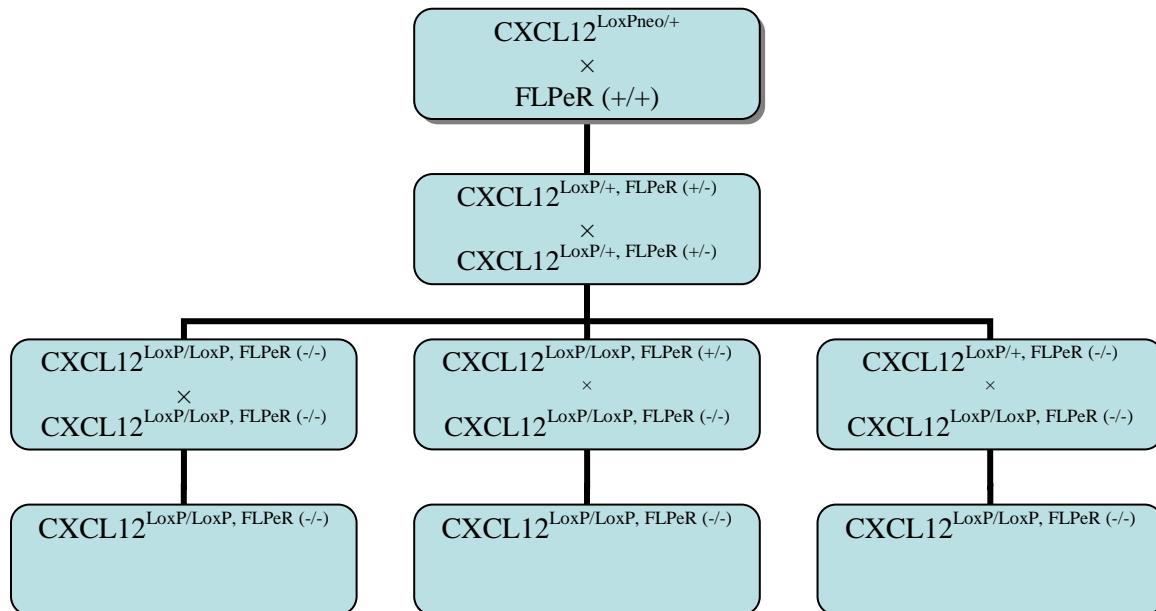 CXCL12^LoxPneo/+
×
FLPeR (+/+)
CXCL12^LoxP/+, FLPeR (+/-)
×
CXCL12^LoxP/+, FLPeR (+/-)
CXCL12^LoxP/LoxP, FLPeR (-/-)
×
CXCL12^LoxP/LoxP, FLPeR (-/-)
CXCL12^LoxP/LoxP, FLPeR (+/-)
×
CXCL12^LoxP/LoxP, FLPeR (-/-)
CXCL12^LoxP/+, FLPeR (-/-)
×
CXCL12^LoxP/LoxP, FLPeR (-/-)
CXCL12^LoxP/LoxP, FLPeR (-/-)
CXCL12^LoxP/LoxP, FLPeR (-/-)
CXCL12^LoxP/LoxP, FLPeR (-/-)